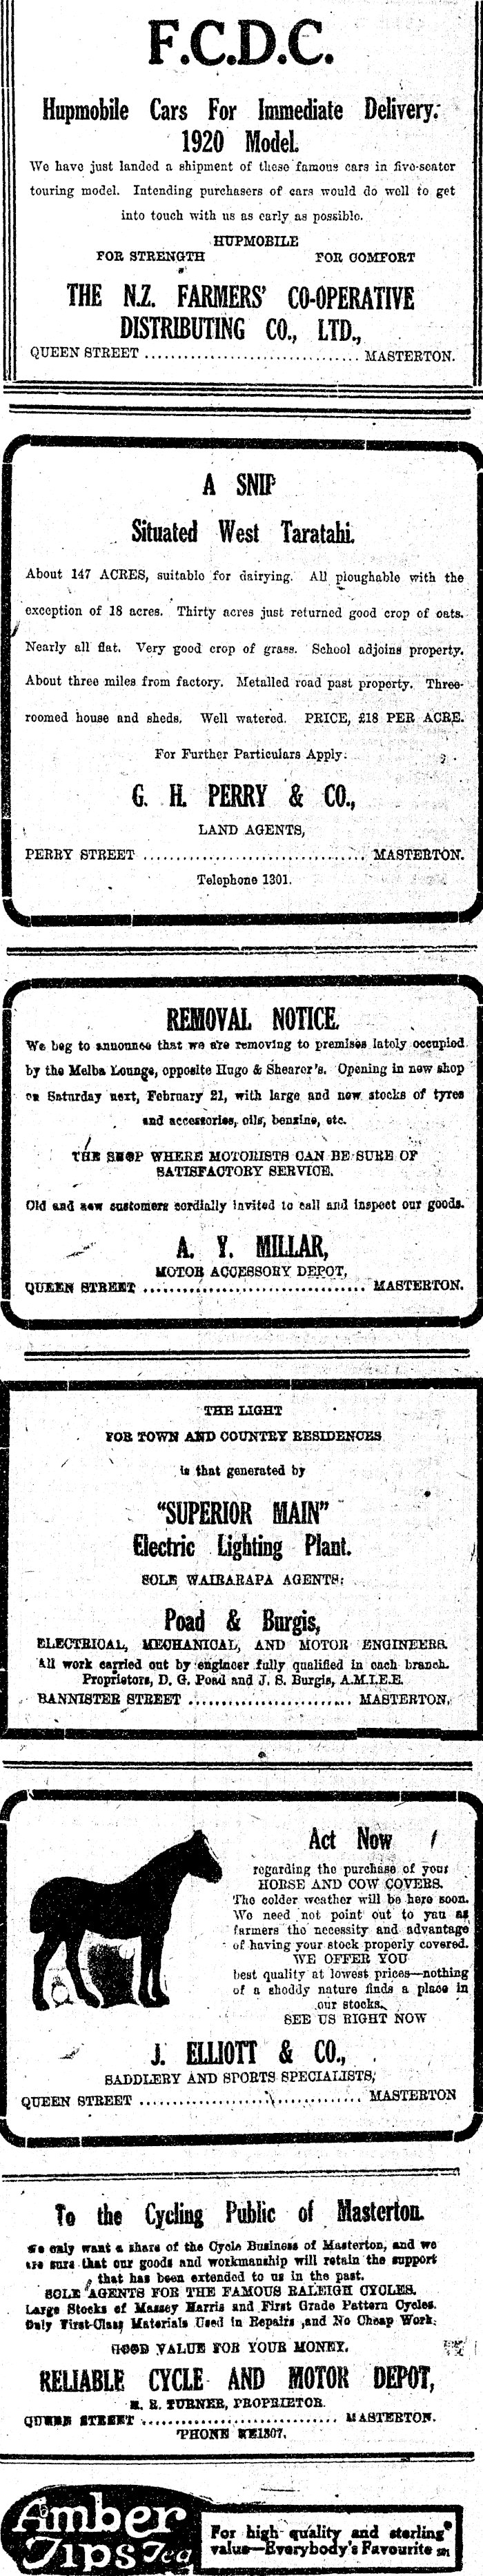 F.C.D.C.
Hupmobile Cars For Immediate Delivery.
1920 Model.
We have just landed a shipment of these famous cars in five-seater
touring model. Intending purchasers of cars would do well to get
into touch with us as early as possible.
HUPMOBILE
FOR STRENGTH FOR COMFORT
THE N.Z. FARMERS' CO-OPERATIVE
DISTRIBUTING CO., LTD.,
QUEEN STREET ................................ MASTERTON.
A SNIP
Situated West Taratahi.
About 147 ACRES, suitable for dairying. All ploughable with the
exception of 18 acres. Thirty acres just returned good crop of oats.
Nearly all flat. Very good crop of grass. School adjoins property.
About three miles from factory. Metalled road past property. Three-
roomed house and sheds. Well watered. PRICE, £18 PER ACRE.
For Further Particulars Apply:
G. H. PERRY & CO.,
LAND AGENTS,
PERRY STREET ................................ MASTERTON.
Telephone 1301.
REMOVAL NOTICE.
We beg to announce that we are removing to premises lately occupied
by the Melba Lounge, opposite Hugo & Shearer's. Opening in new shop
on Saturday next, February 21, with large and new stocks of tyres
and accessories, oils, benzine, etc.
THE SHOP WHERE MOTORISTS CAN BE SURE OF
SATISFACTORY SERVICE.
Old and new customers cordially invited to call and inspect our goods.
A. Y. MILLAR,
MOTOR ACCESSORY DEPOT,
QUEEN STREET ................................ MASTERTON.
THE LIGHT
FOR TOWN AND COUNTRY RESIDENCES
is that generated by
"SUPERIOR MAIN"
Electric Lighting Plant.
SOLE WAIRARAPA AGENTS:
Poad & Burgis,
ELECTRICAL, MECHANICAL, AND MOTOR ENGINEERS.
All work carried out by engineer fully qualified in each branch.
Proprietors, D. G. Poad and J. S. Burgis, A.M.I.E.E.
BANNISTER STREET ........................ MASTERTON.
Act Now
regarding the purchase of your
HORSE AND COW COVERS.
The colder weather will be here soon.
We need not point out to you as
farmers the necessity and advantage
of having your stock properly covered.
WE OFFER YOU
best quality at lowest prices—nothing
of a shoddy nature finds a place in
our stocks.
SEE US RIGHT NOW
J. ELLIOTT & CO.,
SADDLERY AND SPORTS SPECIALISTS,
QUEEN STREET ................................ MASTERTON
To the Cycling Public of Masterton.
We only want a share of the Cycle Business of Masterton, and we
are sure that our goods and workmanship will retain the support
that has been extended to us in the past.
SOLE AGENTS FOR THE FAMOUS RALEIGH CYCLES.
Large Stocks of Massey Harris and First Grade Pattern Cycles.
Only First-Class Materials Used in Repairs ,and No Cheap Work.
GOOD VALUE FOR YOUR MONEY.
RELIABLE CYCLE AND MOTOR DEPOT,
R. TURNER, PROPRIETOR.
QUEEN STREET ............................. MASTERTON.
'PHONE 1307.
Amber Tips Tea
For high quality and sterling
value—Everybody's Favourite